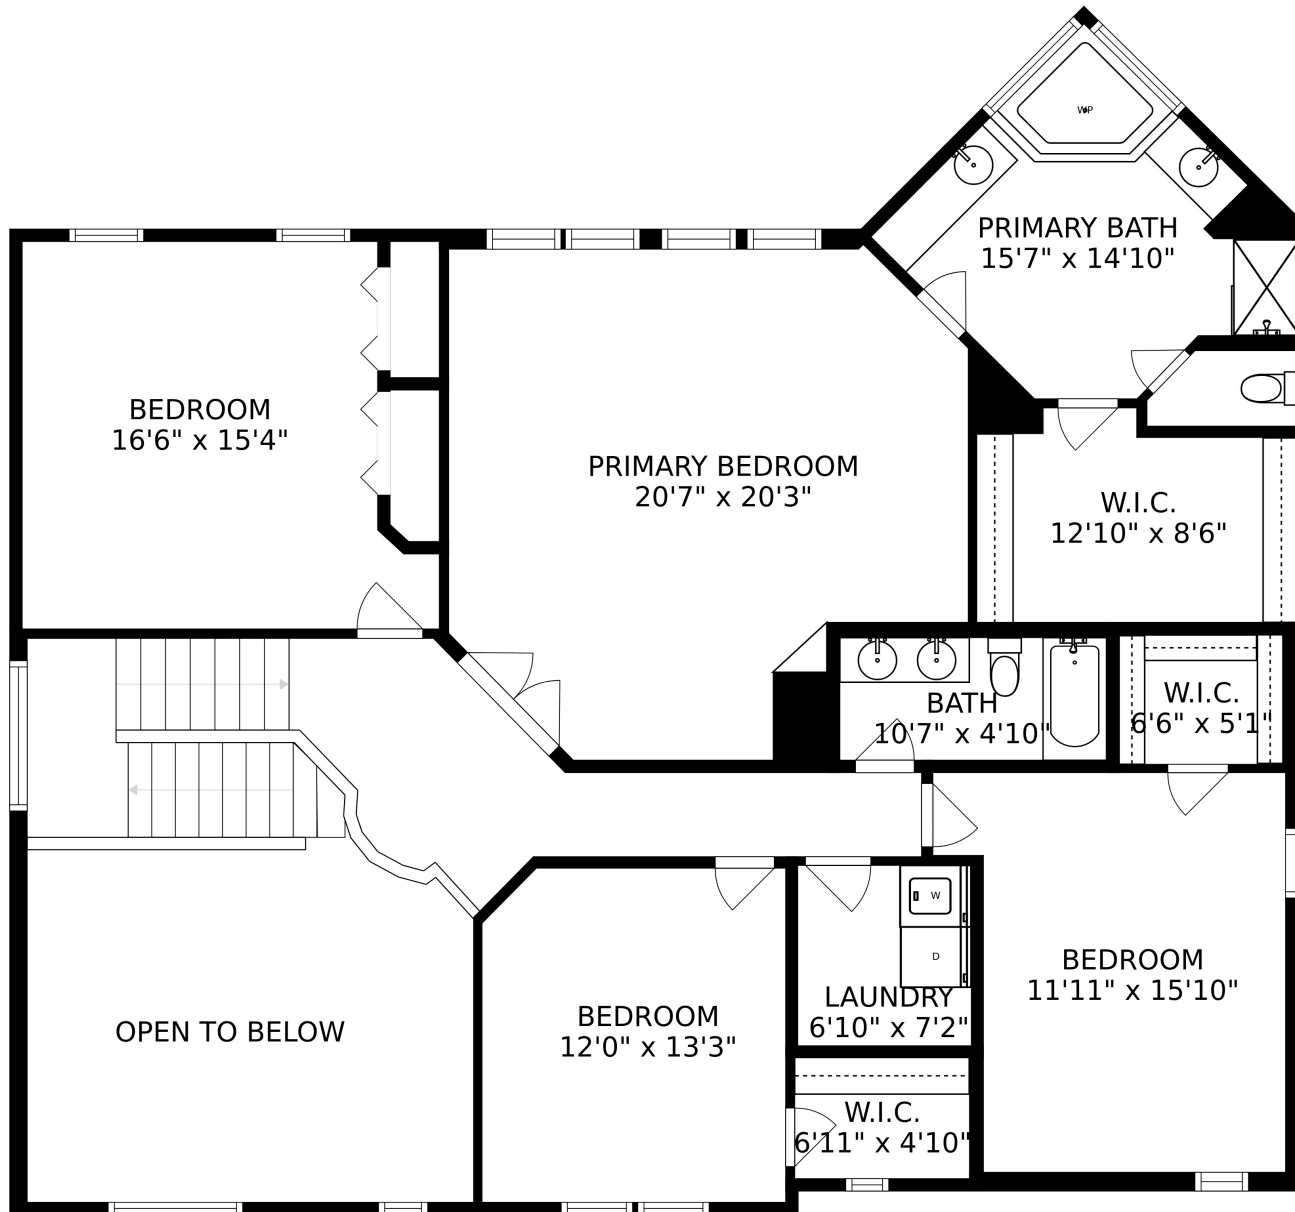 WP
PRIMARY BATH
15'7" x 14'10"
BEDROOM
16'6" x 15'4"
PRIMARY BEDROOM
20'7" x 20'3"
W.I.C.
12'10" x 8'6"
BATH
10'7" x 4'10"
W.I.C.
6'6" x 5'1"
W
D
BEDROOM
11'11" x 15'10"
LAUNDRY
6'10" x 7'2"
BEDROOM
12'0" x 13'3"
OPEN TO BELOW
W.I.C.
6'11" x 4'10"